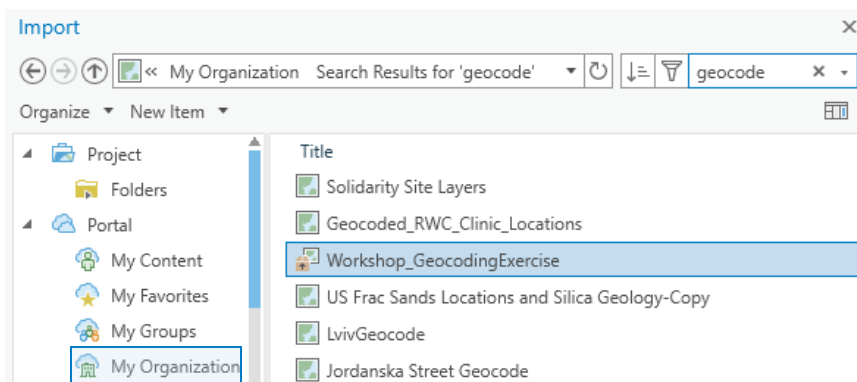 Import
« My Organization Search Results for 'geocode' geocode
Organize New Item
Project
Folders
Portal
My Content
My Favorites
My Groups
My Organization
Title
Solidarity Site Layers
Geocoded_RWC_Clinic_Locations
Workshop_GeocodingExercise
US Frac Sands Locations and Silica Geology-Copy
LvivGeocode
Jordanska Street Geocode